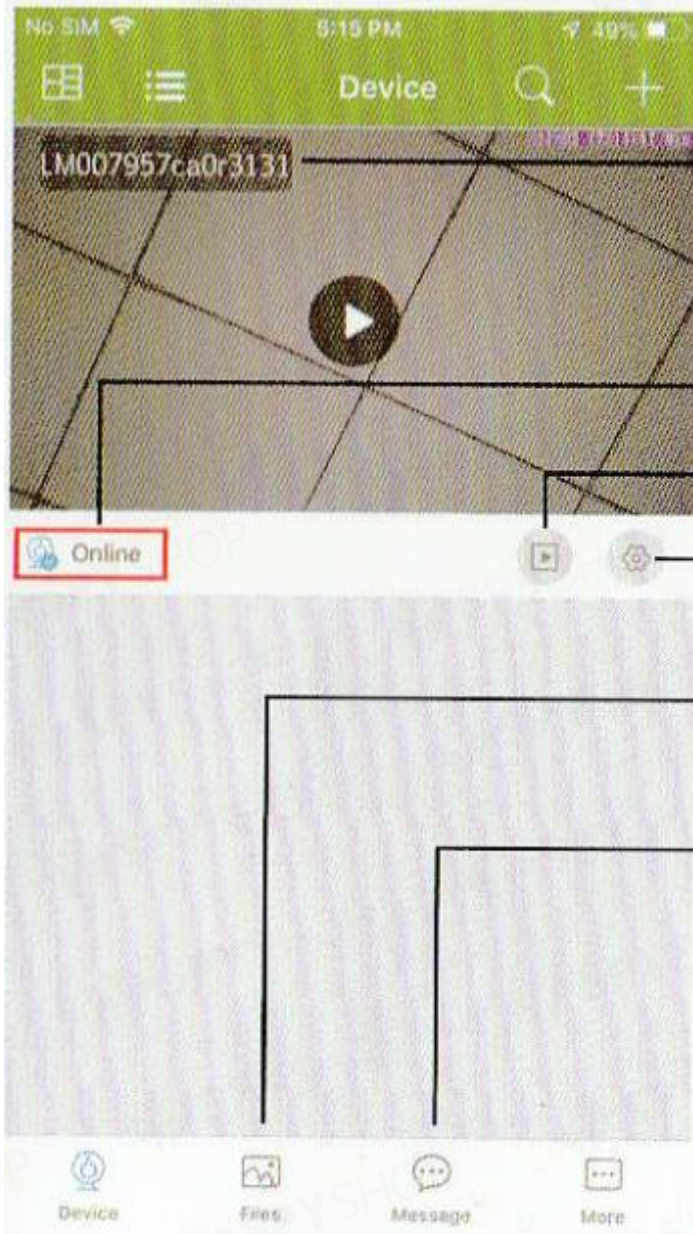 No SIM 5:15 PM 49%
Device
LM007957ca0r3131
Online
Device Files Message More